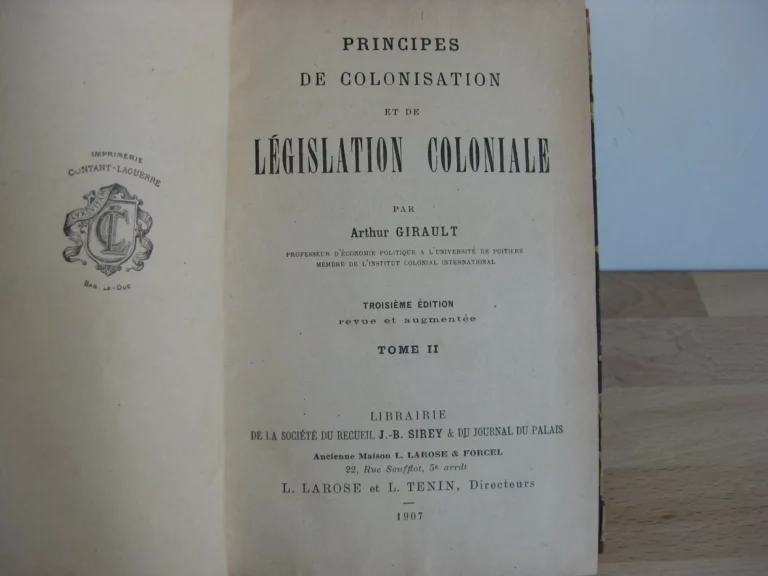 IMPRIMERIE
CONTANT-LAGUERRE
BAR-LE-DUC
PRINCIPES
DE COLONISATION
ET DE
LÉGISLATION COLONIALE
PAR
Arthur GIRAULT
PROFESSEUR D'ÉCONOMIE POLITIQUE A L'UNIVERSITÉ DE POITIERS
MEMBRE DE L'INSTITUT COLONIAL INTERNATIONAL
TROISIÈME ÉDITION
revue et augmentée
TOME II
LIBRAIRIE
DE LA SOCIÉTÉ DU RECUEIL J.-B. SIREY & DU JOURNAL DU PALAIS
Ancienne Maison L. LAROSE & FORCEL
22, Rue Soufflot, 5e arrdt
L. LAROSE et L. TENIN, Directeurs
1907